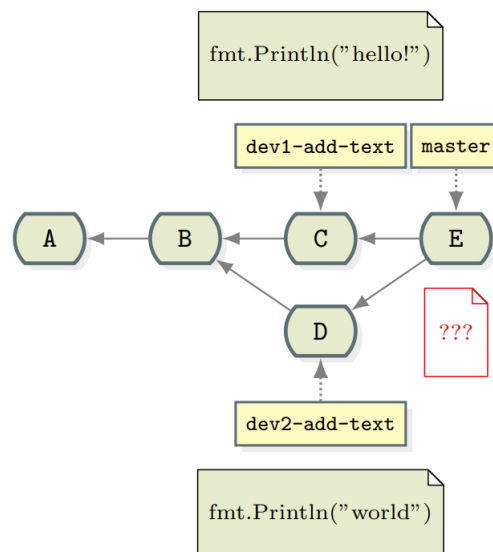 fmt.Println("hello!")
dev1-add-text master
A B C E
D
???
dev2-add-text
fmt.Println("world")